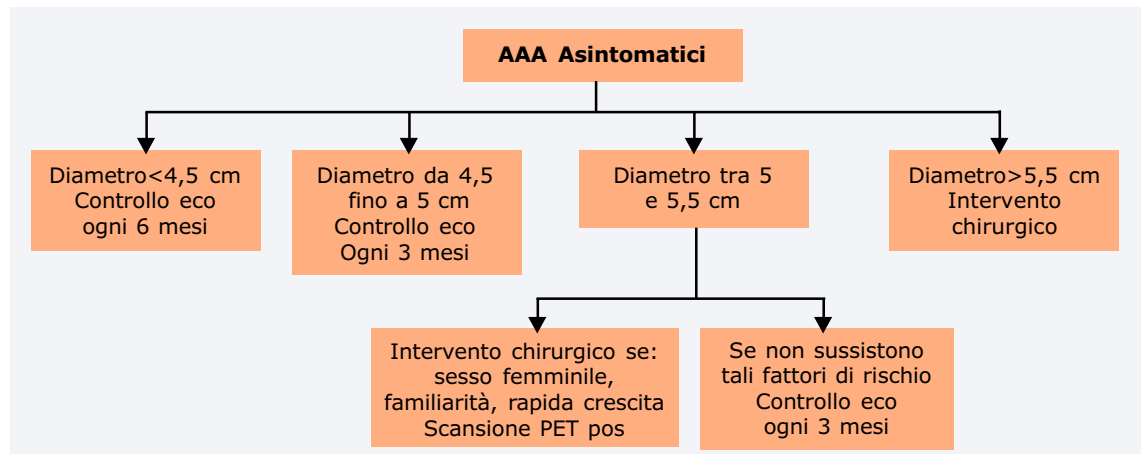 AAA Asintomatici
Diametro<4,5 cm
Controllo eco
ogni 6 mesi
Diametro da 4,5
fino a 5 cm
Controllo eco
Ogni 3 mesi
Diametro tra 5
e 5,5 cm
Diametro>5,5 cm
Intervento
chirurgico
Intervento chirurgico se:
sesso femminile,
familiarità, rapida crescita
Scansione PET pos
Se non sussistono
tali fattori di rischio
Controllo eco
ogni 3 mesi